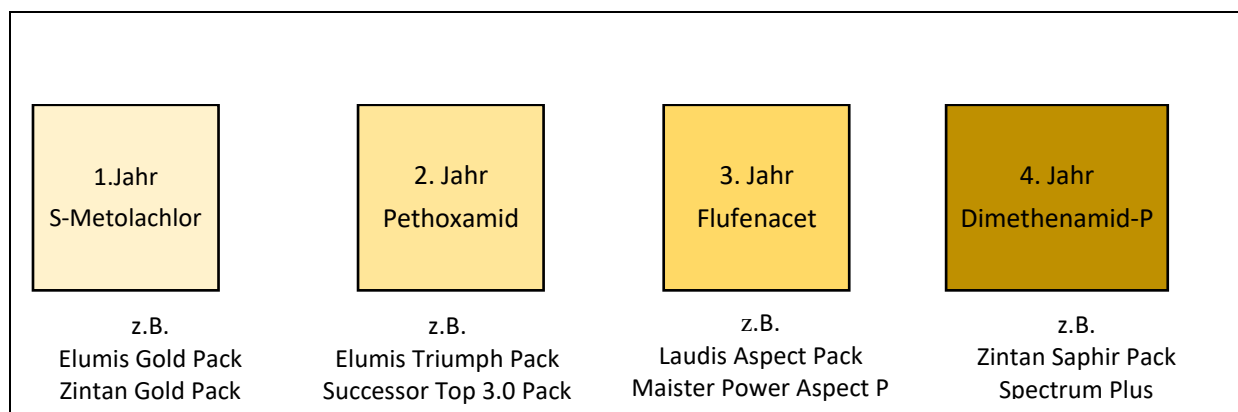 1.Jahr
S-Metolachlor
z.B.
Elumis Gold Pack
Zintan Gold Pack
2. Jahr
Pethoxamid
z.B.
Elumis Triumph Pack
Successor Top 3.0 Pack
3. Jahr
Flufenacet
z.B.
Laudis Aspect Pack
Maister Power Aspect P
4. Jahr
Dimethenamid-P
z.B.
Zintan Saphir Pack
Spectrum Plus